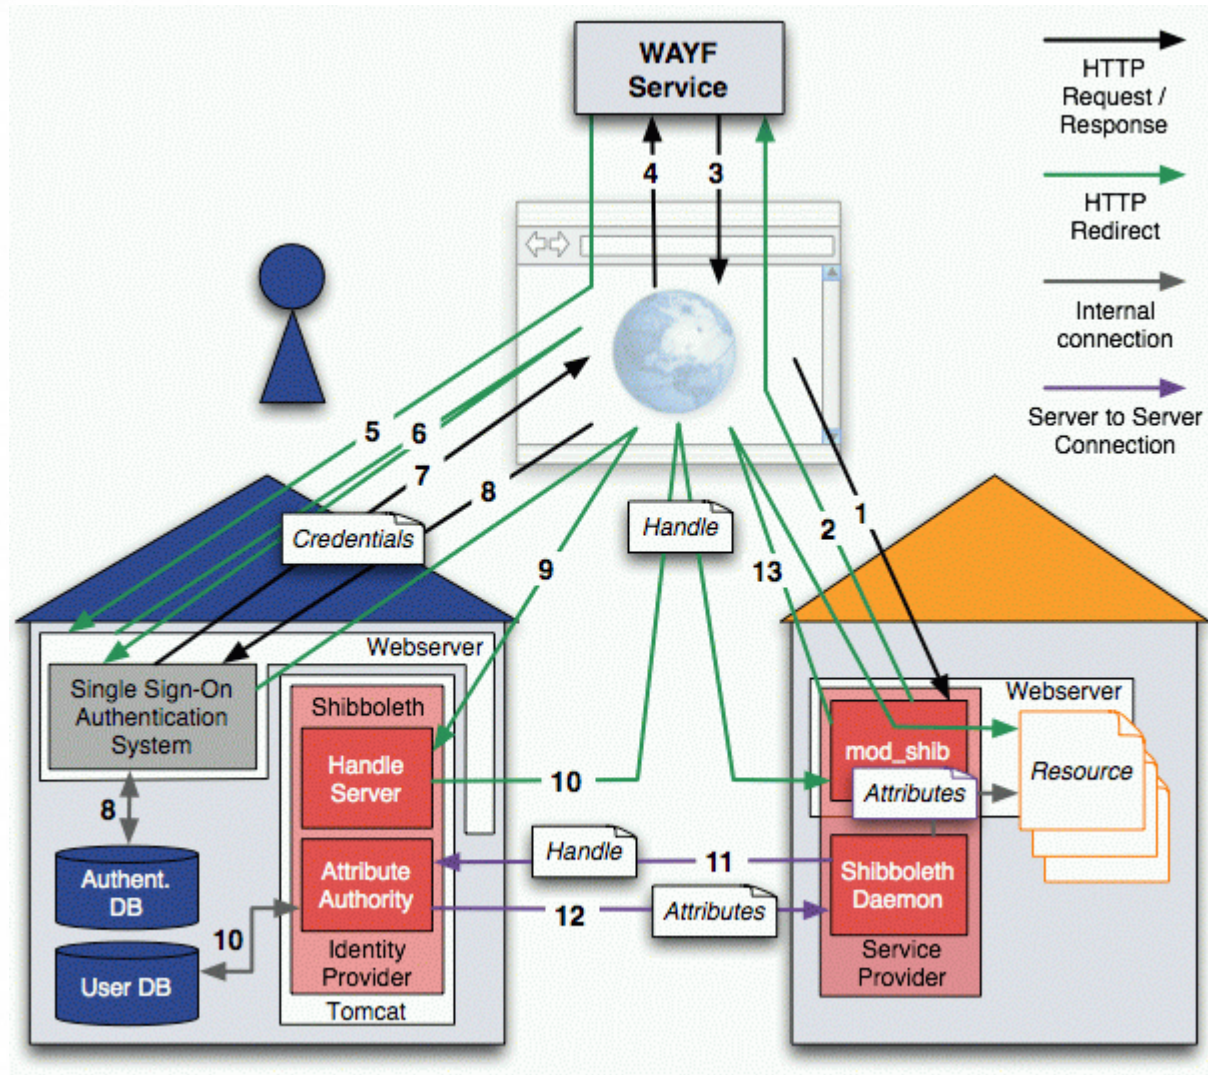 WAYF
Service
HTTP
Request /
Response
HTTP
Redirect
Internal
connection
Server to Server
Connection
4
3
5
6
7
8
Credentials
9
Handle
13
2
1
Webserver
Single Sign-On
Authentication
System
Shibboleth
Handle
Server
8
10
Authent.
DB
Attribute
Authority
10
User DB
Identity
Provider
Tomcat
Handle
11
12
Attributes
Webserver
mod_shib
Attributes
Resource
Shibboleth
Daemon
Service
Provider